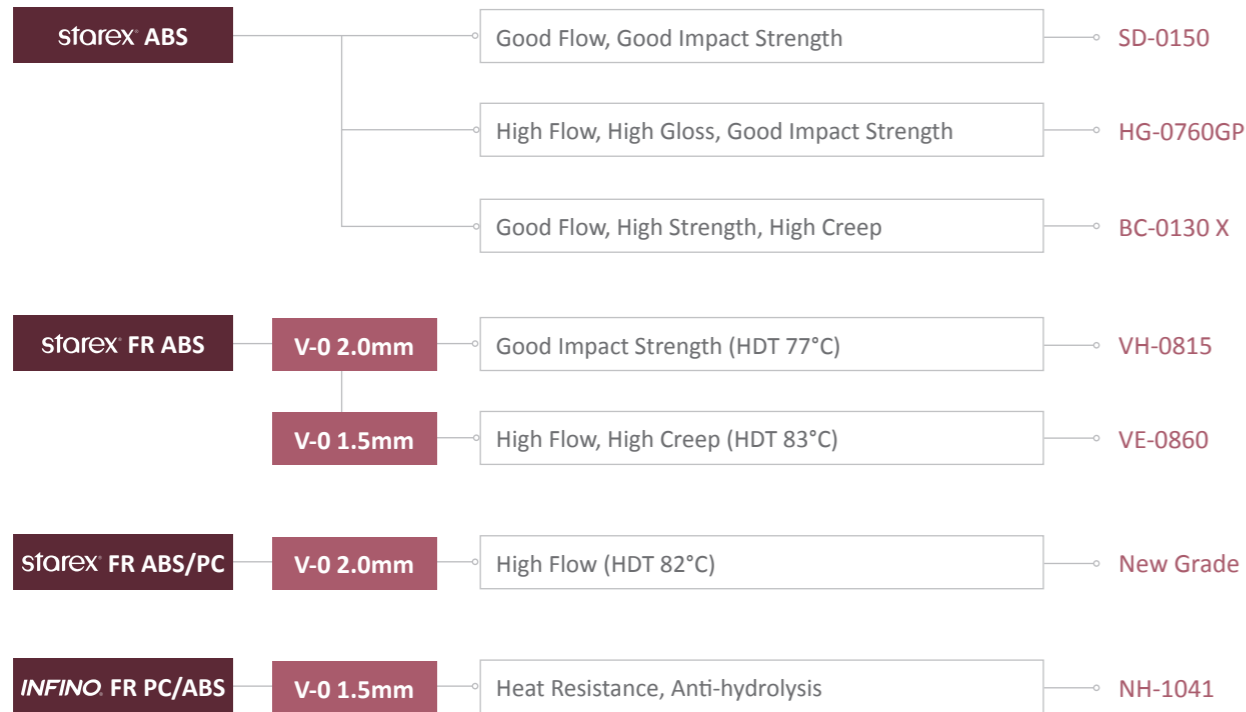 starex® ABS
Good Flow, Good Impact Strength
SD-0150
High Flow, High Gloss, Good Impact Strength
HG-0760GP
Good Flow, High Strength, High Creep
BC-0130 X
starex® FR ABS
V-0 2.0mm
Good Impact Strength (HDT 77°C)
VH-0815
V-0 1.5mm
High Flow, High Creep (HDT 83°C)
VE-0860
starex® FR ABS/PC
V-0 2.0mm
High Flow (HDT 82°C)
New Grade
INFINO® FR PC/ABS
V-0 1.5mm
Heat Resistance, Anti-hydrolysis
NH-1041